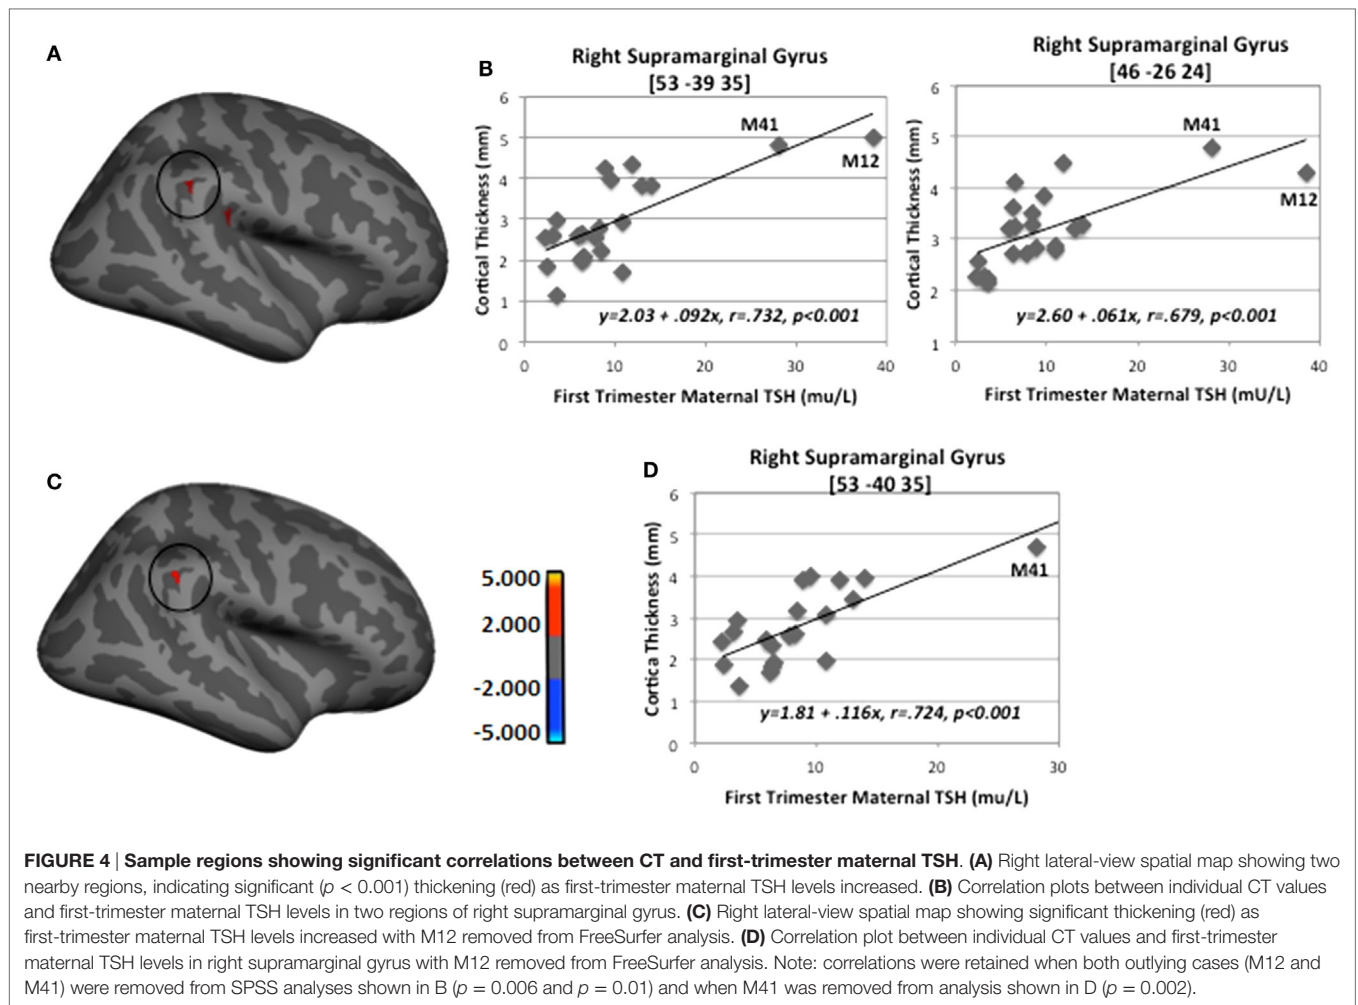 A
B
Right Supramarginal Gyrus
[53 -39 35]
Cortical Thickness (mm)
6
5
4
3
2
1
0
M41
M12
y=2.03 + .092x, r=.732, p<0.001
0 10 20 30 40
First Trimester Maternal TSH (mu/L)
Right Supramarginal Gyrus
[46 -26 24]
Cortical Thickness (mm)
6
5
4
3
2
1
M41
M12
y=2.60 + .061x, r=.679, p<0.001
0 10 20 30 40
First Trimester Maternal TSH (mU/L)
C
5.000
2.000
-2.000
-5.000
D
Right Supramarginal Gyrus
[53 -40 35]
Cortica Thickness (mm)
6
5
4
3
2
1
0
M41
y=1.81 + .116x, r=.724, p<0.001
0 10 20 30
First Trimester Maternal TSH (mu/L)
FIGURE 4 | Sample regions showing significant correlations between CT and first-trimester maternal TSH. (A) Right lateral-view spatial map showing two
nearby regions, indicating significant (p < 0.001) thickening (red) as first-trimester maternal TSH levels increased. (B) Correlation plots between individual CT values
and first-trimester maternal TSH levels in two regions of right supramarginal gyrus. (C) Right lateral-view spatial map showing significant thickening (red) as
first-trimester maternal TSH levels increased with M12 removed from FreeSurfer analysis. (D) Correlation plot between individual CT values and first-trimester
maternal TSH levels in right supramarginal gyrus with M12 removed from FreeSurfer analysis. Note: correlations were retained when both outlying cases (M12 and
M41) were removed from SPSS analyses shown in B (p = 0.006 and p = 0.01) and when M41 was removed from analysis shown in D (p = 0.002).